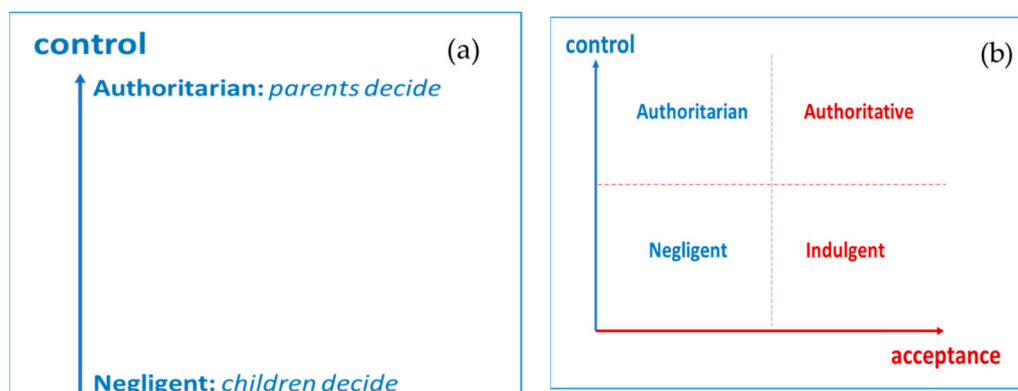 control
(a)
Authoritarian: parents decide
Negligent: children decide
control
(b)
Authoritarian
Authoritative
Negligent
Indulgent
acceptance